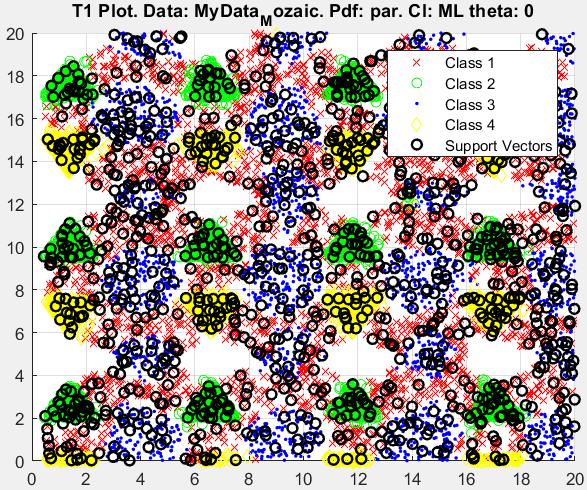 T1 Plot. Data: MyData_Mozaic. Pdf: par. Cl: ML theta: 0
Class 1
Class 2
Class 3
Class 4
Support Vectors
20
18
16
14
12
10
8
6
4
2
0
0 2 4 6 8 10 12 14 16 18 20